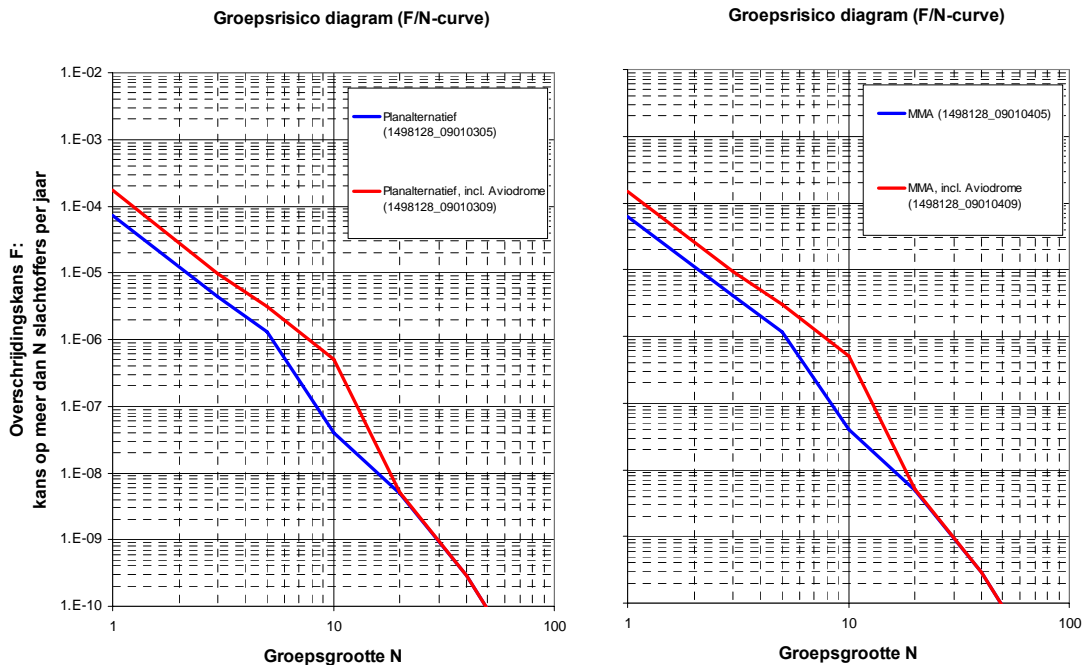 Groepsrisico diagram (F/N-curve)
Overschrijdingskans F:
kans op meer dan N slachtoffers per jaar
1.E-02
1.E-03
1.E-04
1.E-05
1.E-06
1.E-07
1.E-08
1.E-09
1.E-10
Planalternatief
(1498128_09010305)
Planalternatief, incl. Aviodrome
(1498128_09010309)
1
10
100
Groepsgrootte N
Groepsrisico diagram (F/N-curve)
MMA (1498128_09010405)
MMA, incl. Aviodrome
(1498128_09010409)
1
10
100
Groepsgrootte N